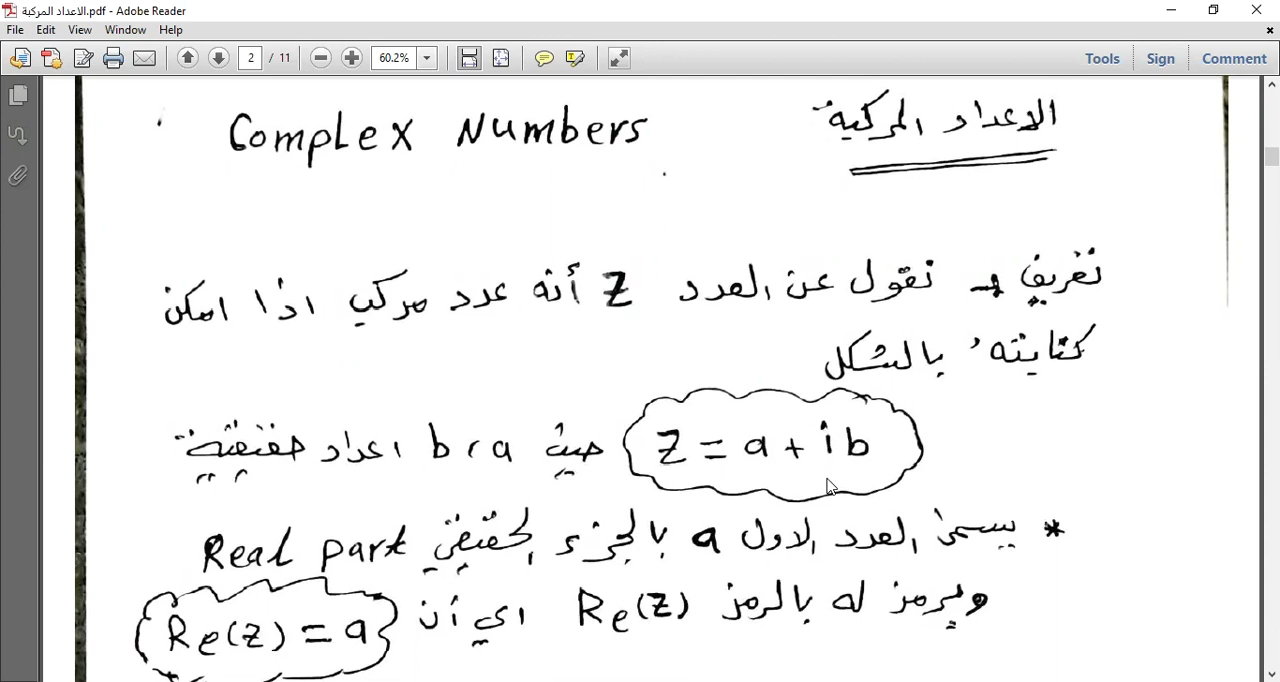 الاعداد المركبة.pdf - Adobe Reader
File Edit View Window Help
2 / 11 60.2% Tools Sign Comment
Complex Numbers الاعداد المركبة
تعريف نقول عن العدد Z أنه عدد مركب اذا امكن
كتابته بالشكل
Z = a + i b حيث a ، b اعداد حقيقية
* يسمى العدد الاول a بالجزء الحقيقي Real part
ويرمز له بالرمز Re(Z) اي أن Re(Z) = a